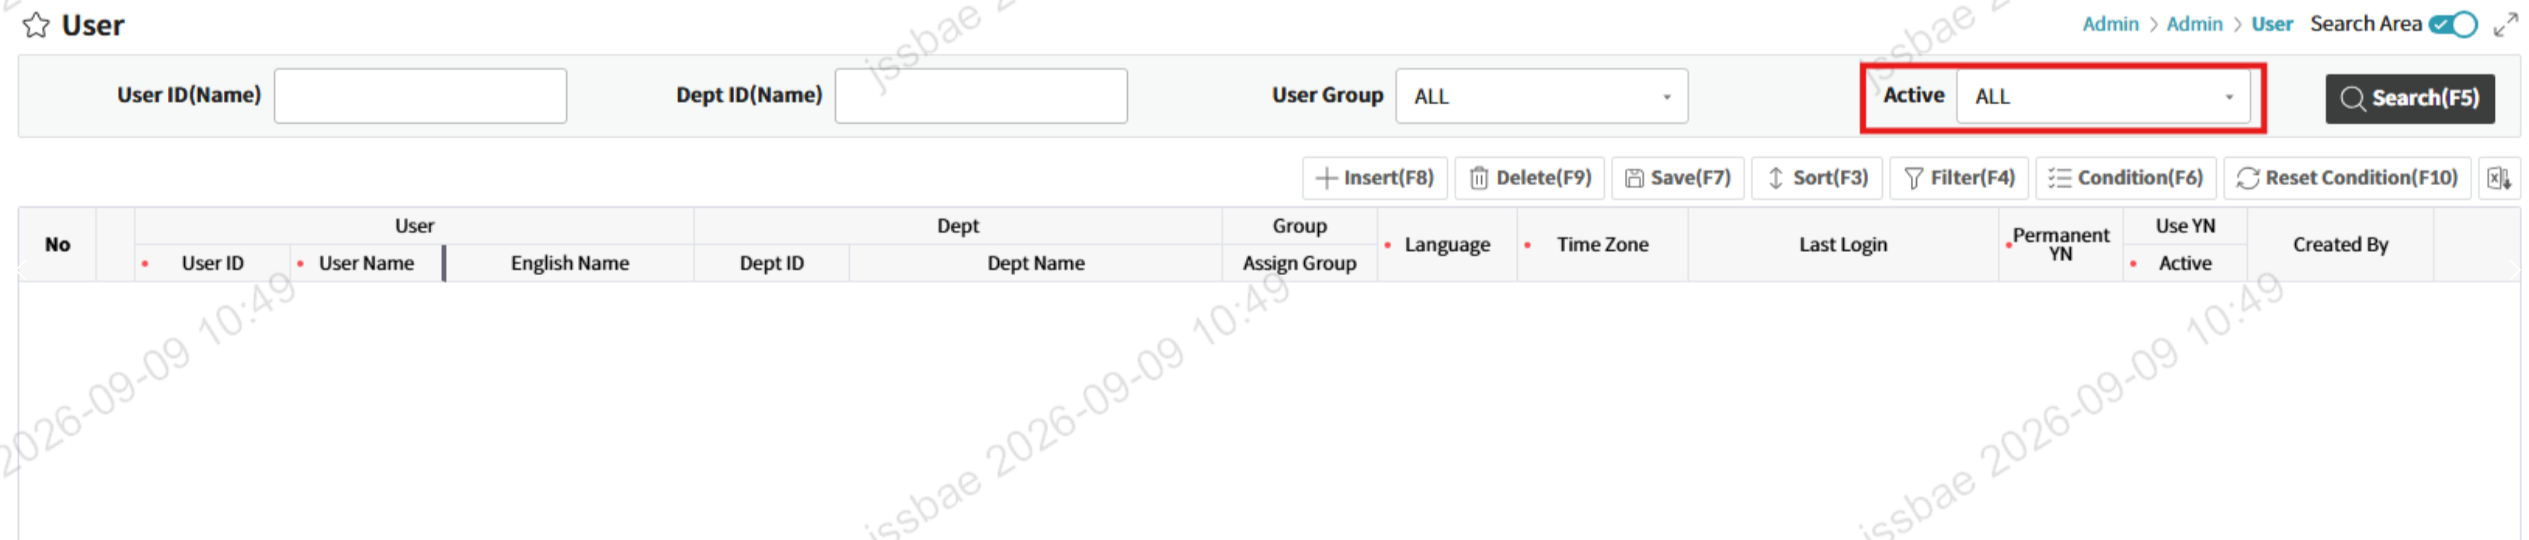 User
Admin > Admin > User Search Area
User ID(Name) Dept ID(Name) User Group ALL Active ALL Search(F5)
Insert(F8) Delete(F9) Save(F7) Sort(F3) Filter(F4) Condition(F6) Reset Condition(F10)
No User Dept Group Language Time Zone Last Login Permanent YN Use YN Created By
User ID User Name English Name Dept ID Dept Name Assign Group Active
jssbae 2
jssbae 2
2026-09-09 10:49
jssbae 2026-09-09 10:49
jssbae 2026-09-09 10:49